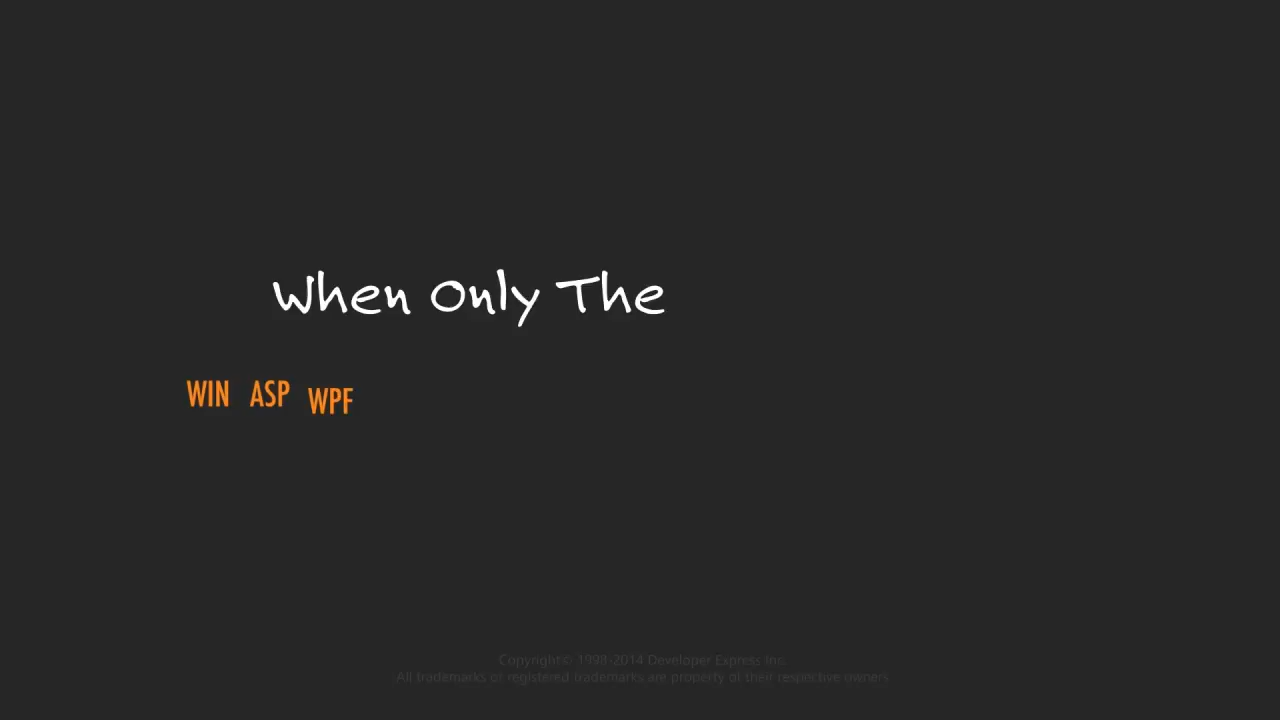 When Only The
WIN ASP WPF
Copyright© 1998-2014 Developer Express Inc.
All trademarks or registered trademarks are property of their respective owners